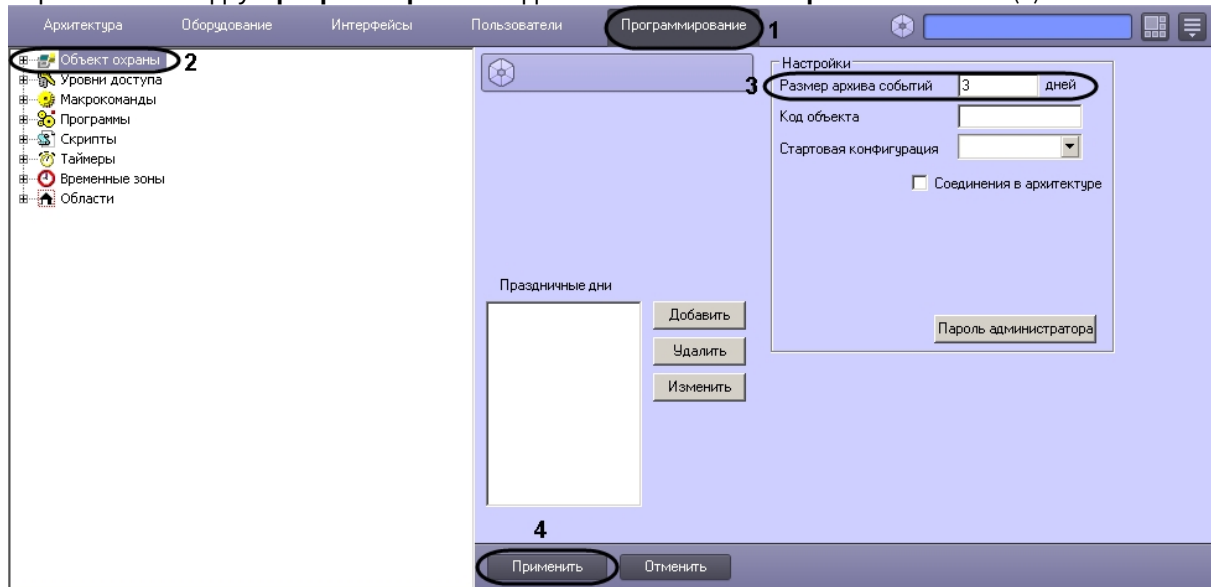 Архитектура Оборудование Интерфейсы Пользователи Программирование 1
Объект охраны 2
Уровни доступа
Макрокоманды
Программы
Скрипты
Таймеры
Временные зоны
Области
Настройки
3 Размер архива событий 3 дней
Код объекта
Стартовая конфигурация
Соединения в архитектуре
Пароль администратора
Праздничные дни
Добавить
Удалить
Изменить
4
Применить Отменить